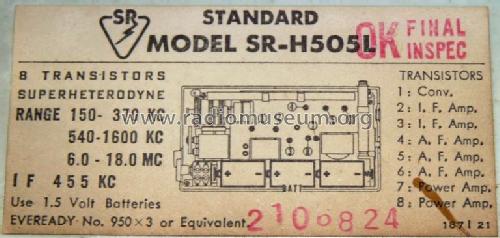 SR
STANDARD
MODEL SR-H505L
OK FINAL
INSPEC
8 TRANSISTORS
SUPERHETERODYNE
RANGE 150- 370 KC
540-1600 KC
6.0 - 18.0 MC
IF 455 KC
Use 1.5 Volt Batteries
EVEREADY No. 950×3 or Equivalent.
BATT
TRANSISTORS
1: Conv.
2: I. F. Amp.
3: I. F. Amp.
4: A. F. Amp.
5: A. F. Amp.
6: A. F. Amp.
7: Power Amp.
8: Power Amp.
2100824
187121
www.radiomuseum.org